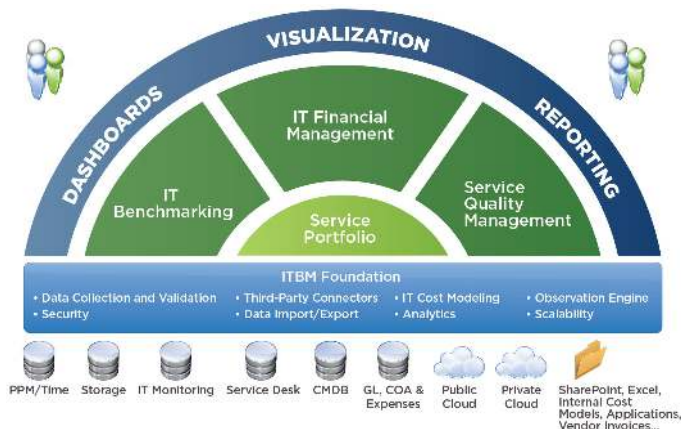 VISUALIZATION
DASHBOARDS
REPORTING
IT Financial
Management
IT
Benchmarking
Service
Quality
Management
Service
Portfolio
ITBM Foundation
• Data Collection and Validation • Third-Party Connectors • IT Cost Modeling • Observation Engine
• Security • Data Import/Export • Analytics • Scalability
PPM/Time Storage IT Monitoring Service Desk CMDB GL, COA & Expenses Public Cloud Private Cloud
SharePoint, Excel,
Internal Cost
Models, Applications,
Vendor Invoices...